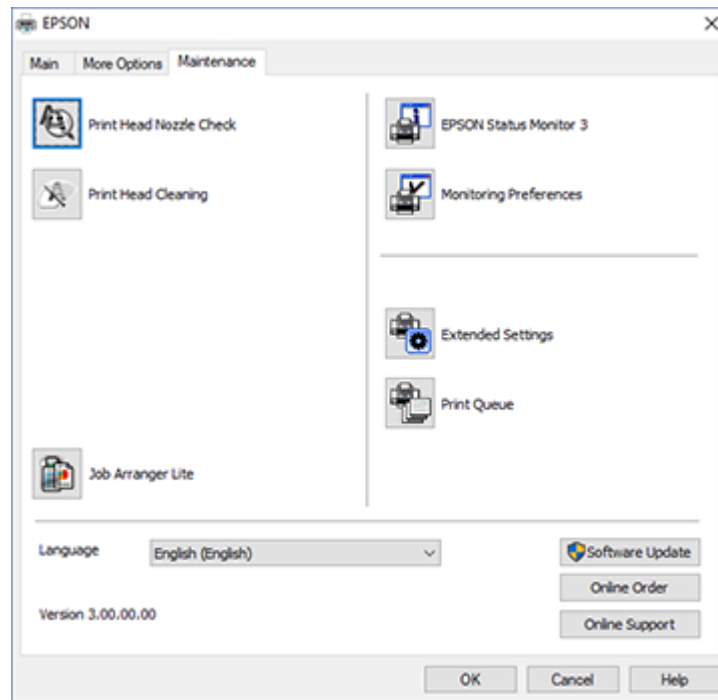 EPSON
Main More Options Maintenance
Print Head Nozzle Check
EPSON Status Monitor 3
Print Head Cleaning
Monitoring Preferences
Extended Settings
Print Queue
Job Arranger Lite
Language English (English)
Software Update
Online Order
Version 3.00.00.00
Online Support
OK Cancel Help